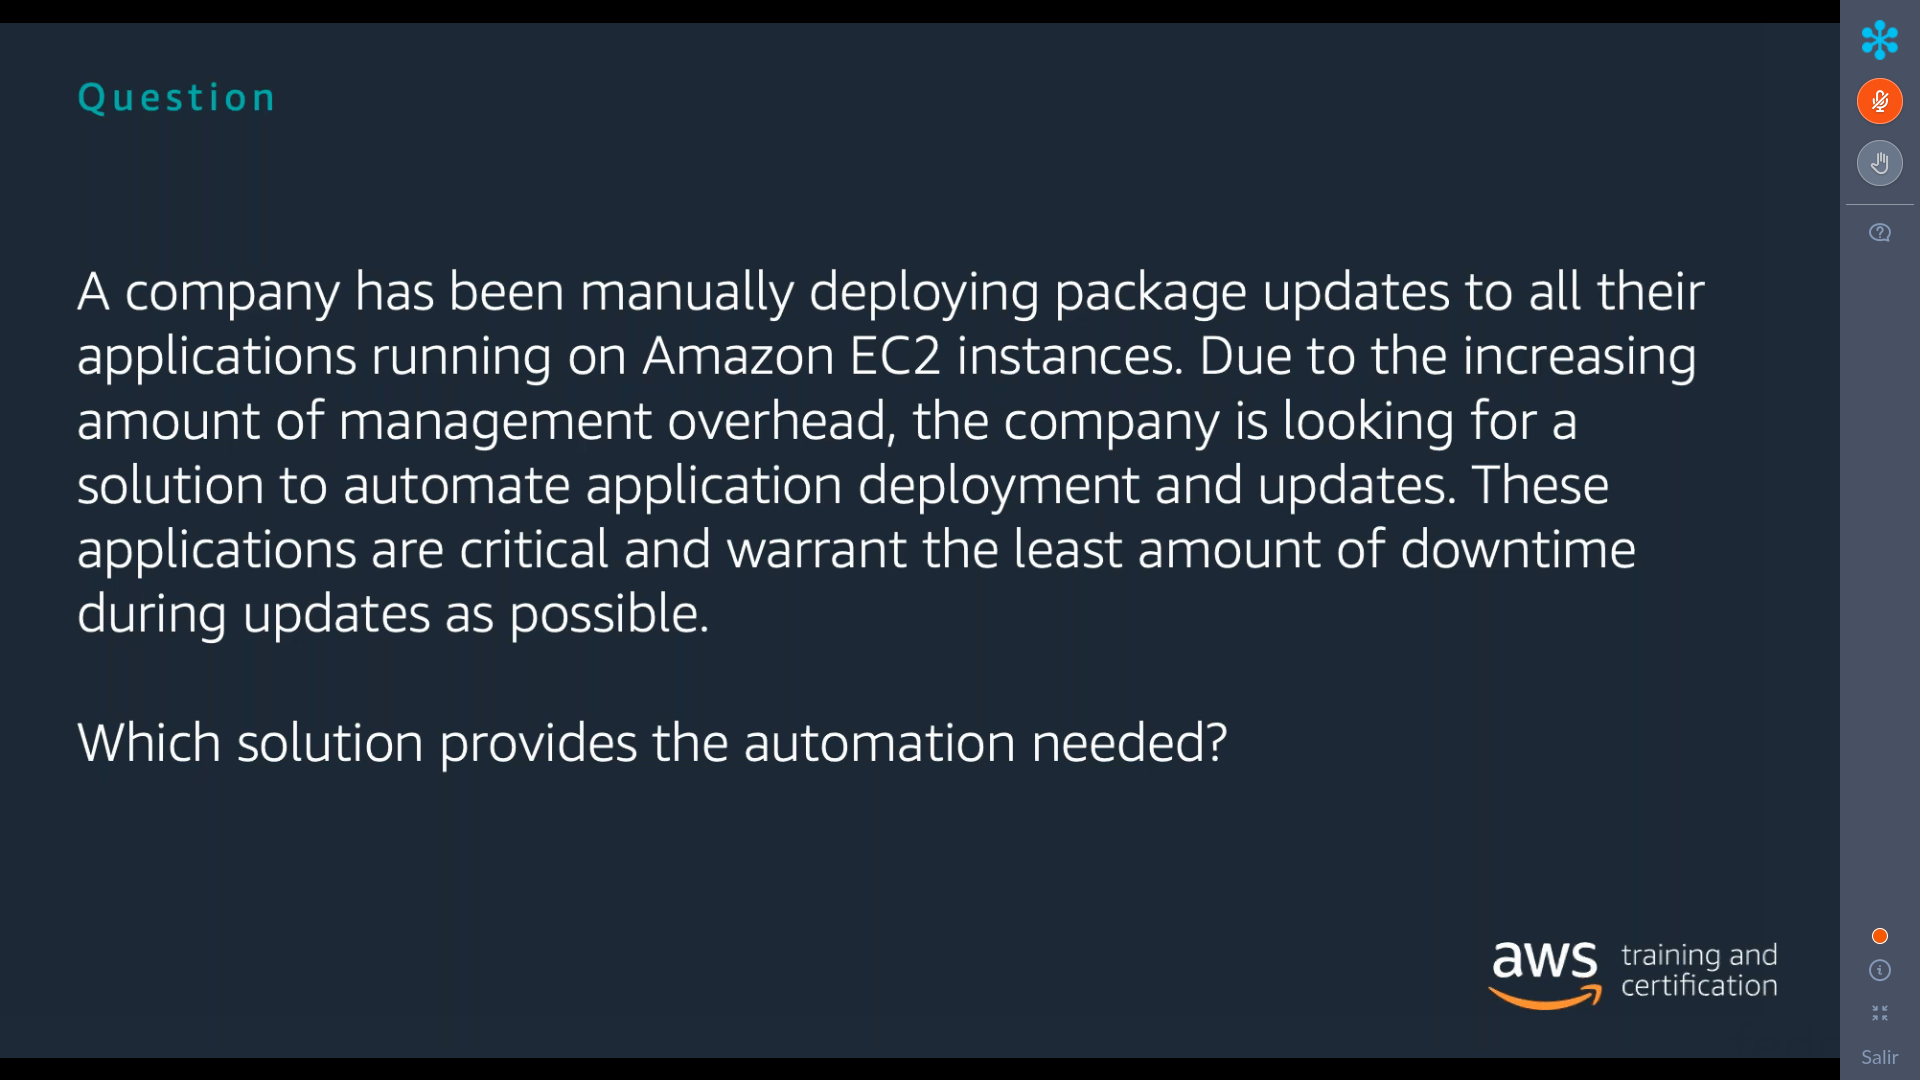 Question
A company has been manually deploying package updates to all their
applications running on Amazon EC2 instances. Due to the increasing
amount of management overhead, the company is looking for a
solution to automate application deployment and updates. These
applications are critical and warrant the least amount of downtime
during updates as possible.
Which solution provides the automation needed?
aws training and
certification
Salir